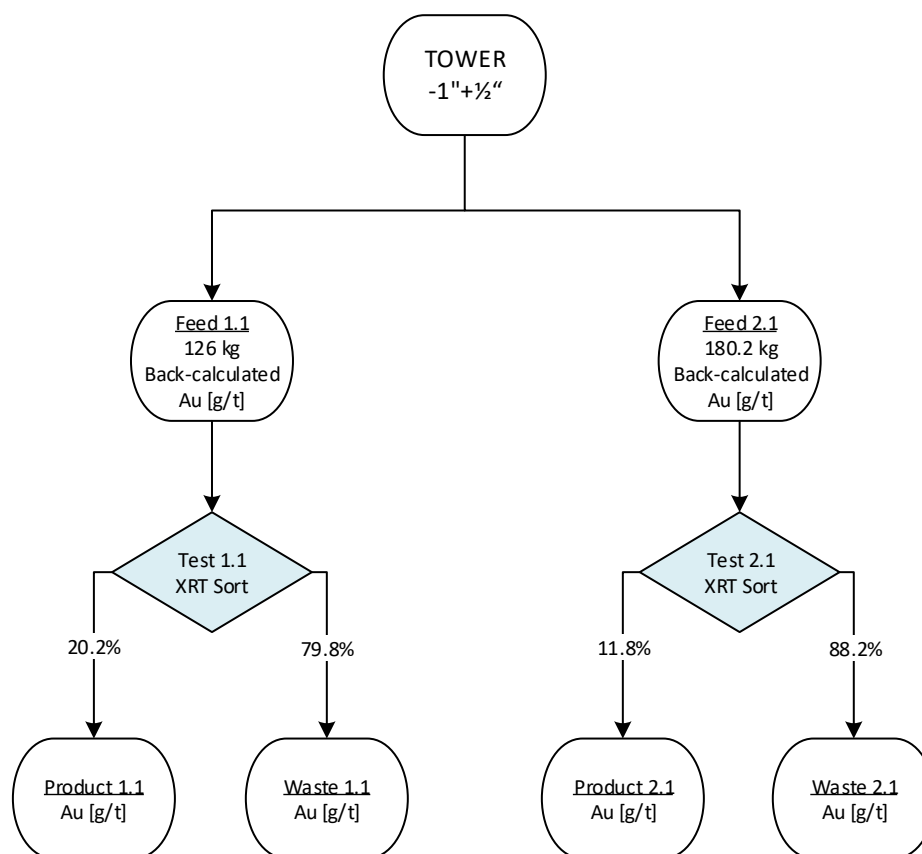 TOWER
-1"+½“
Feed 1.1
126 kg
Back-calculated
Au [g/t]
Feed 2.1
180.2 kg
Back-calculated
Au [g/t]
Test 1.1
XRT Sort
Test 2.1
XRT Sort
20.2%
79.8%
11.8%
88.2%
Product 1.1
Au [g/t]
Waste 1.1
Au [g/t]
Product 2.1
Au [g/t]
Waste 2.1
Au [g/t]